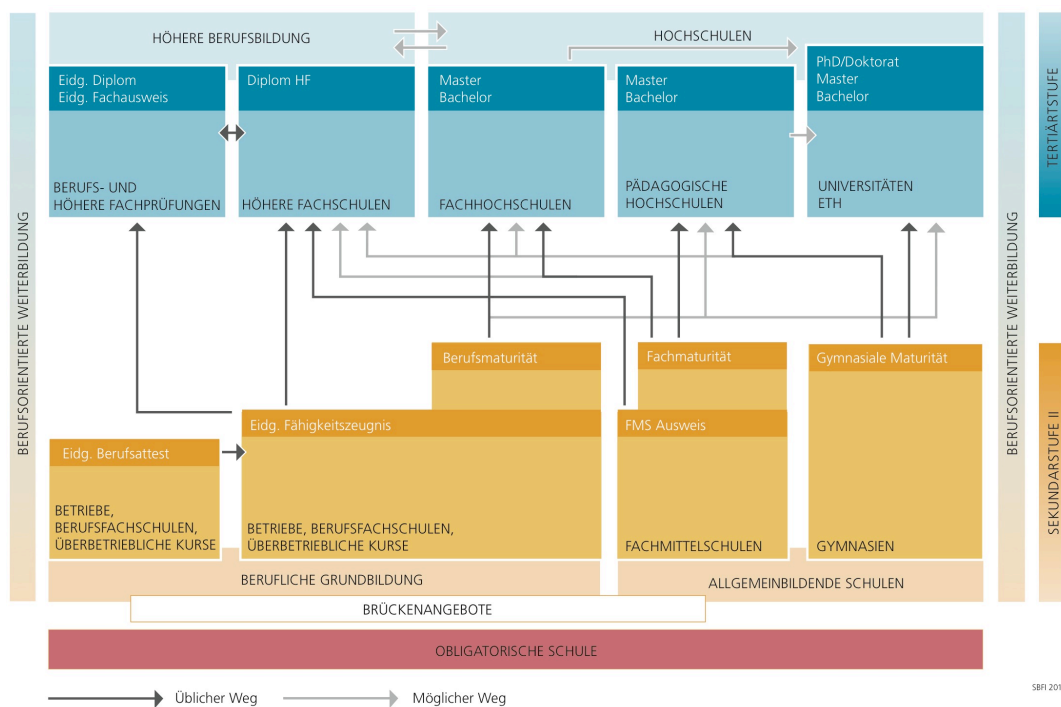 HÖHERE BERUFSBILDUNG
HOCHSCHULEN
Eidg. Diplom
Eidg. Fachausweis
Diplom HF
Master
Bachelor
Master
Bachelor
PhD/Doktorat
Master
Bachelor
BERUFS- UND
HÖHERE FACHPRÜFUNGEN
HÖHERE FACHSCHULEN
FACHHOCHSCHULEN
PÄDAGOGISCHE
HOCHSCHULEN
UNIVERSITÄTEN
ETH
TERTIÄRTSTUFE
BERUFSORIENTIERTE WEITERBILDUNG
BERUFSORIENTIERTE WEITERBILDUNG
Berufsmaturität
Fachmaturität
Gymnasiale Maturität
Eidg. Berufsattest
Eidg. Fähigkeitszeugnis
FMS Ausweis
SEKUNDARSTUFE II
BETRIEBE,
BERUFSFACHSCHULEN,
ÜBERBETRIEBLICHE KURSE
BETRIEBE, BERUFSFACHSCHULEN,
ÜBERBETRIEBLICHE KURSE
FACHMITTELSCHULEN
GYMNASIEN
BERUFLICHE GRUNDBILDUNG
ALLGEMEINBILDENDE SCHULEN
BRÜCKENANGEBOTE
OBLIGATORISCHE SCHULE
Üblicher Weg
Möglicher Weg
SBFI 201